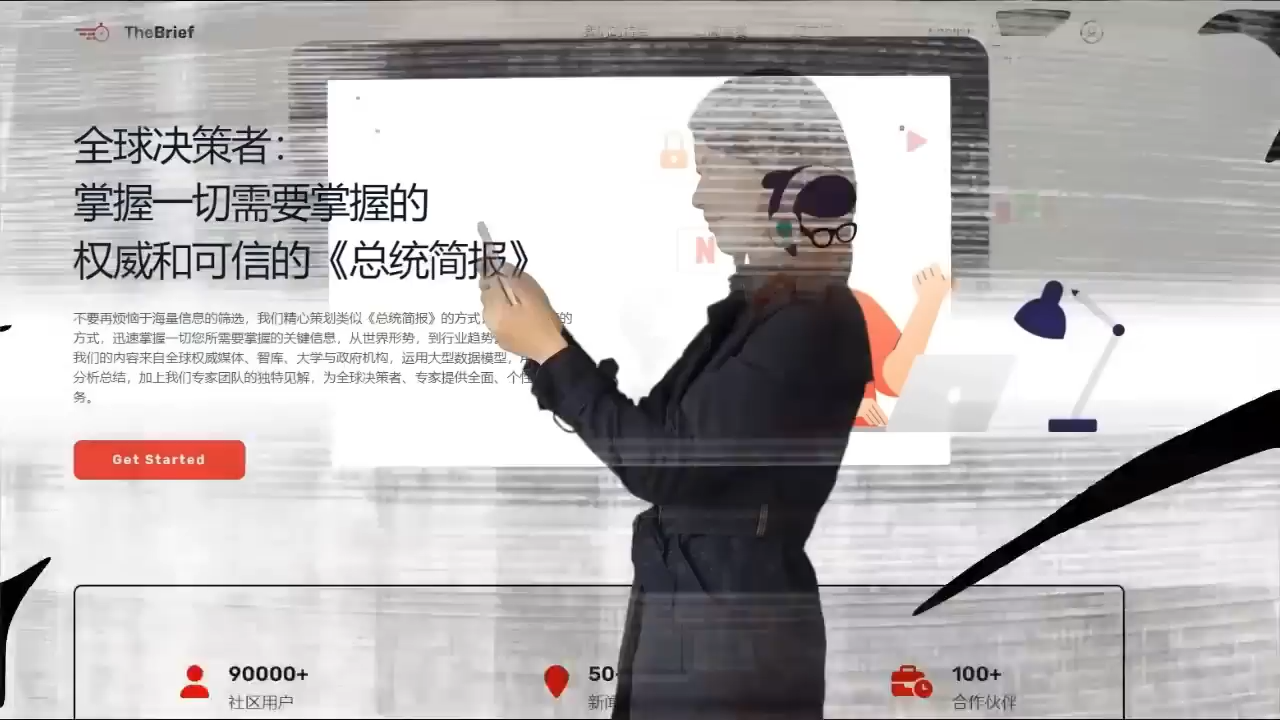 TheBrief
全球决策者：
掌握一切需要掌握的
权威和可信的《总统简报》
不要再烦恼于海量信息的筛选，我们精心策划类似《总统简报》的方式 的
方式，迅速掌握一切您所需要掌握的关键信息，从世界形势，到行业趋势
我们的内容来自全球权威媒体、智库、大学与政府机构，运用大型数据模型，
分析总结，加上我们专家团队的独特见解，为全球决策者、专家提供全面、个
务。
Get Started
N
90000+
社区用户
50
新闻
100+
合作伙伴